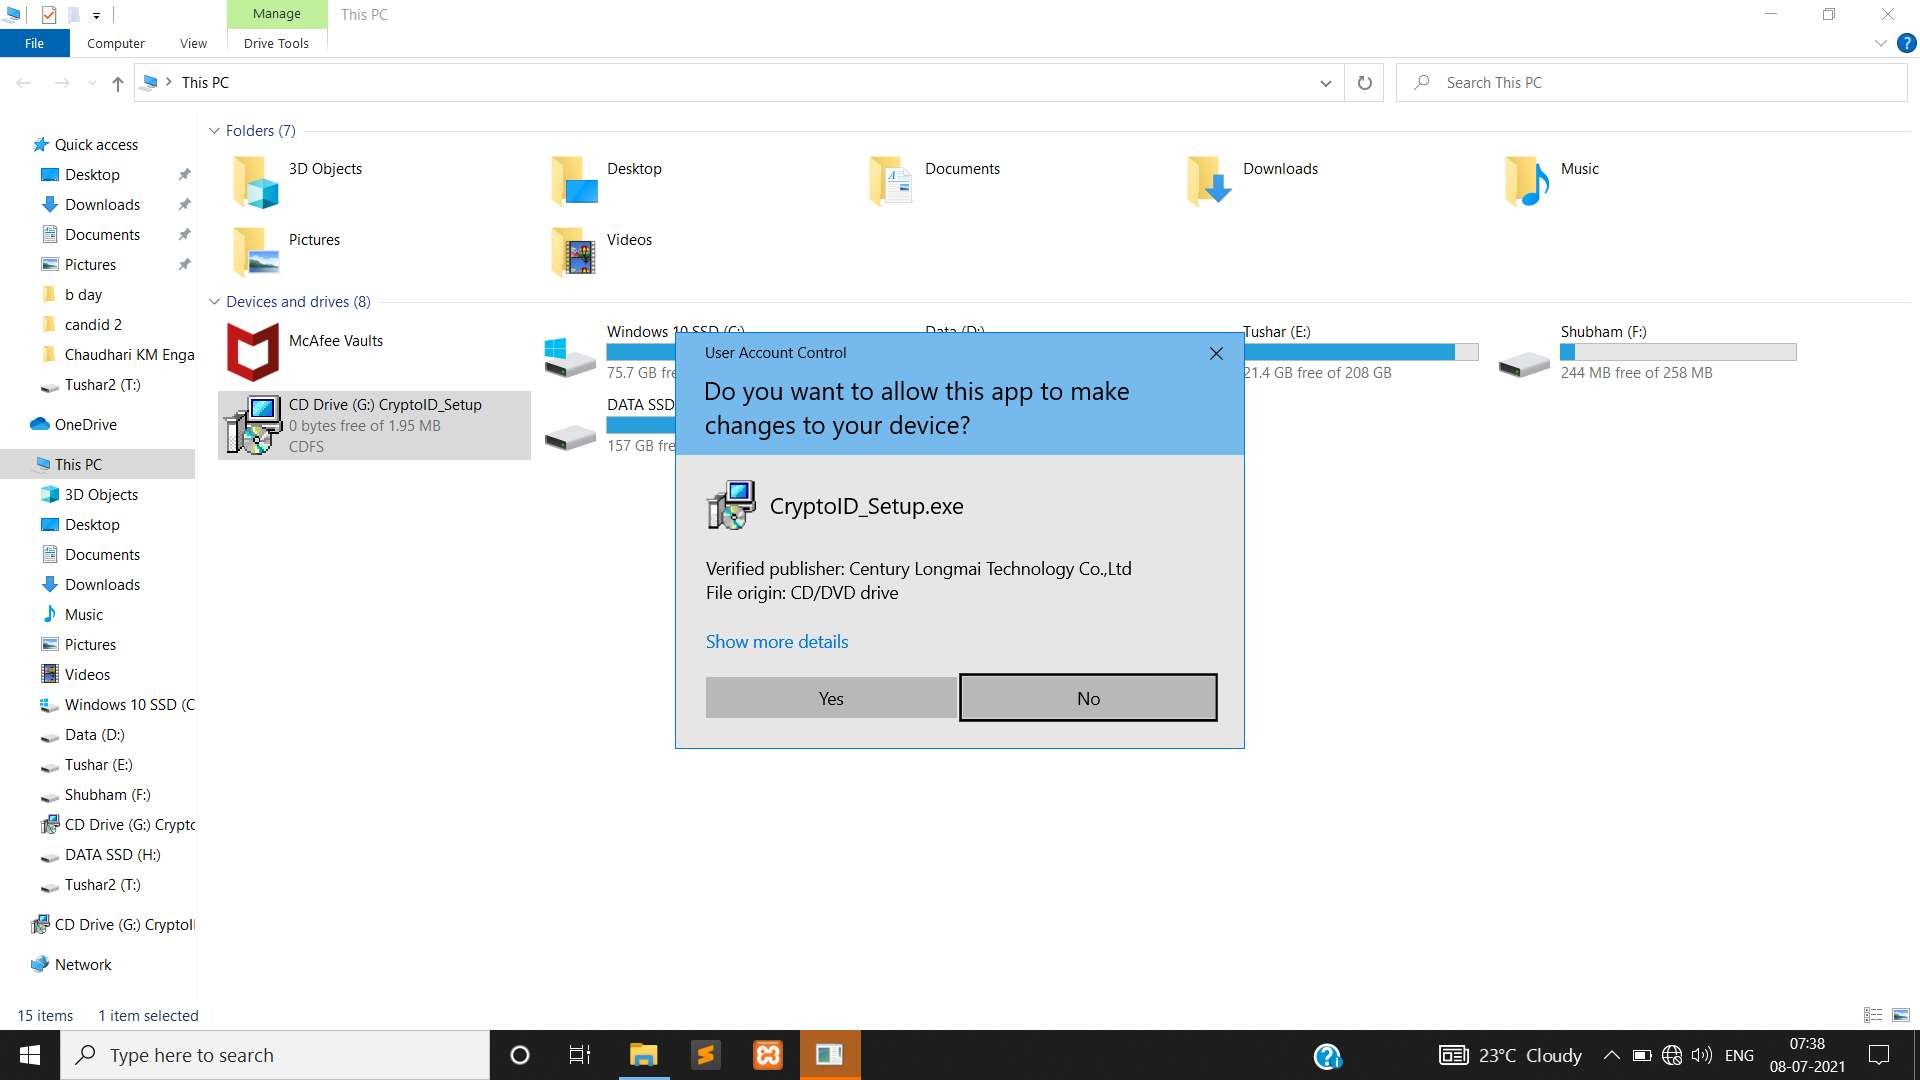 Manage
This PC
File
Computer
View
Drive Tools
?
This PC
Search This PC
Quick access
Desktop
Downloads
Documents
Pictures
b day
candid 2
Chaudhari KM Enga
Tushar2 (T:)
OneDrive
This PC
3D Objects
Desktop
Documents
Downloads
Music
Pictures
Videos
Windows 10 SSD (C
Data (D:)
Tushar (E:)
Shubham (F:)
CD Drive (G:) Crypto
DATA SSD (H:)
Tushar2 (T:)
CD Drive (G:) CryptoI
Network
Folders (7)
3D Objects
Desktop
Documents
Downloads
Music
Pictures
Videos
Devices and drives (8)
McAfee Vaults
Windows 10 SSD (C:)
75.7 GB fre
Data (D:)
Tushar (E:)
21.4 GB free of 208 GB
Shubham (F:)
244 MB free of 258 MB
CD Drive (G:) CryptoID_Setup
0 bytes free of 1.95 MB
CDFS
DATA SSD
157 GB fre
User Account Control
Do you want to allow this app to make
changes to your device?
CryptoID_Setup.exe
Verified publisher: Century Longmai Technology Co.,Ltd
File origin: CD/DVD drive
Show more details
Yes
No
15 items
1 item selected
Type here to search
23°C Cloudy
ENG
07:38
08-07-2021